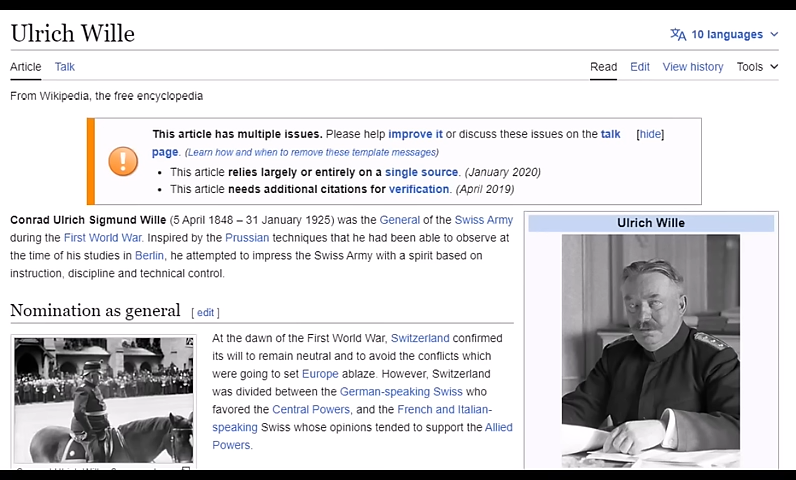 Ulrich Wille
10 languages
Article Talk
Read Edit View history Tools
From Wikipedia, the free encyclopedia
This article has multiple issues. Please help improve it or discuss these issues on the talk [hide]
page. (Learn how and when to remove these template messages)
• This article relies largely or entirely on a single source. (January 2020)
• This article needs additional citations for verification. (April 2019)
Conrad Ulrich Sigmund Wille (5 April 1848 – 31 January 1925) was the General of the Swiss Army
during the First World War. Inspired by the Prussian techniques that he had been able to observe at
the time of his studies in Berlin, he attempted to impress the Swiss Army with a spirit based on
instruction, discipline and technical control.
Ulrich Wille
Nomination as general [ edit ]
At the dawn of the First World War, Switzerland confirmed
its will to remain neutral and to avoid the conflicts which
were going to set Europe ablaze. However, Switzerland
was divided between the German-speaking Swiss who
favored the Central Powers, and the French and Italian-
speaking Swiss whose opinions tended to support the Allied
Powers.